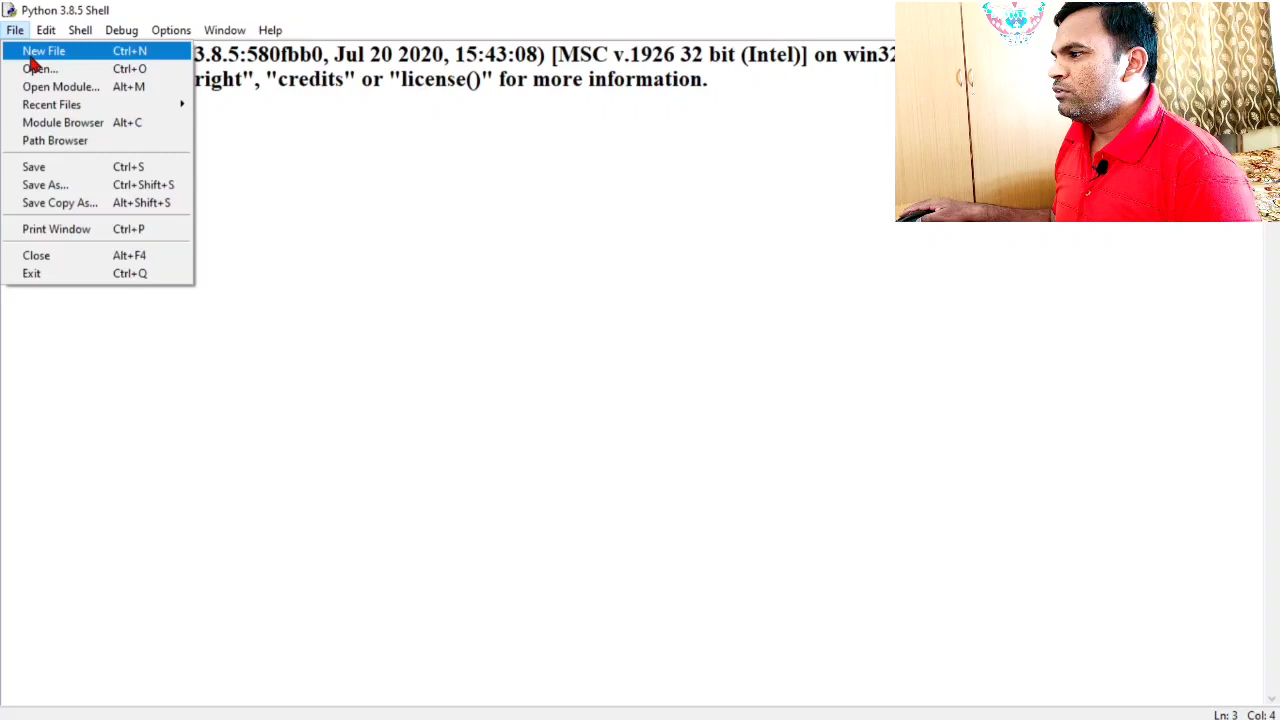 Python 3.8.5 Shell
File Edit Shell Debug Options Window Help
3.8.5:580fbb0, Jul 20 2020, 15:43:08) [MSC v.1926 32 bit (Intel)] on win32
right", "credits" or "license()" for more information.
New File Ctrl+N
Open... Ctrl+O
Open Module... Alt+M
Recent Files
Module Browser Alt+C
Path Browser
Save Ctrl+S
Save As... Ctrl+Shift+S
Save Copy As... Alt+Shift+S
Print Window Ctrl+P
Close Alt+F4
Exit Ctrl+Q
Ln: 3 Col: 4